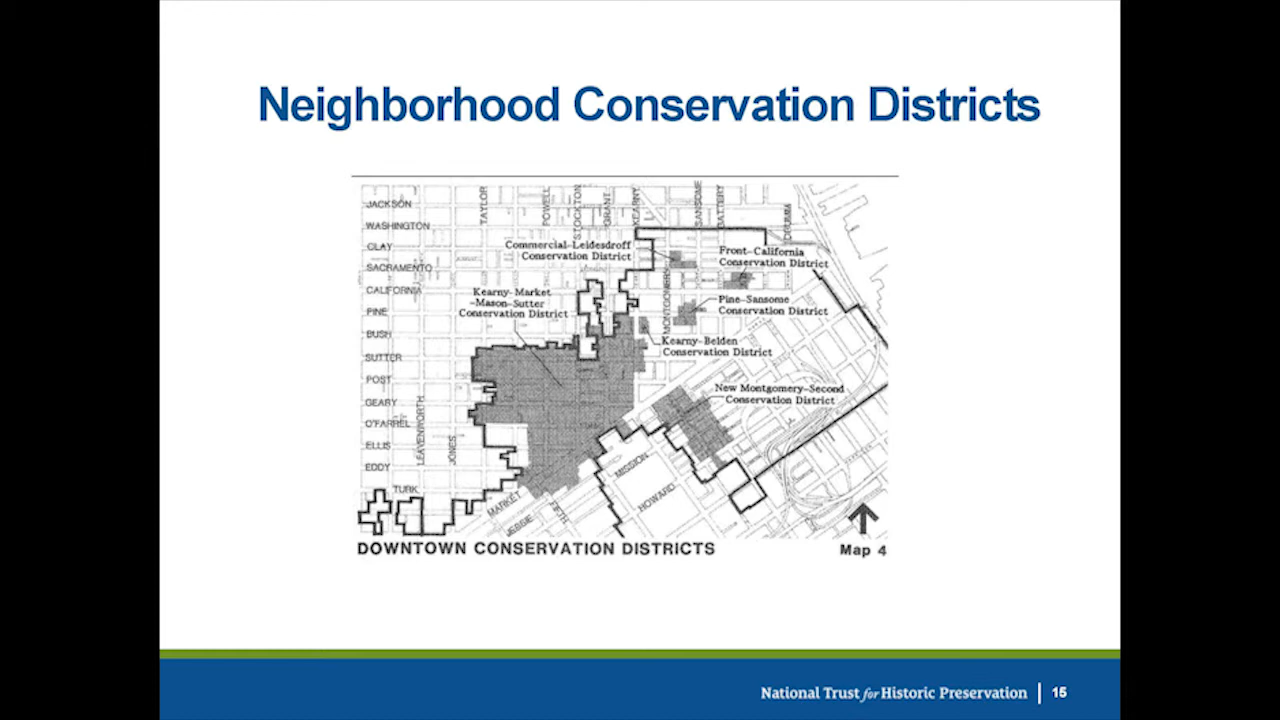 Neighborhood Conservation Districts
JACKSON
WASHINGTON
CLAY
SACRAMENTO
CALIFORNIA
PINE
BUSH
SUTTER
POST
GEARY
O'FARREL
ELLIS
EDDY
TURK
LEAVENWORTH
JONES
TAYLOR
POWELL
STOCKTON
GRANT
KEARNY
MONTGOMERY
SANSOME
BATTERY
DRUMM
Commercial-Leidesdroff
Conservation District
Front-California
Conservation District
Kearny-Market
-Mason-Sutter
Conservation District
Pine-Sansome
Conservation District
Kearny-Belden
Conservation District
New Montgomery-Second
Conservation District
MARKET
JESSIE
FIFTH
MISSION
HOWARD
DOWNTOWN CONSERVATION DISTRICTS
Map 4
National Trust for Historic Preservation
15